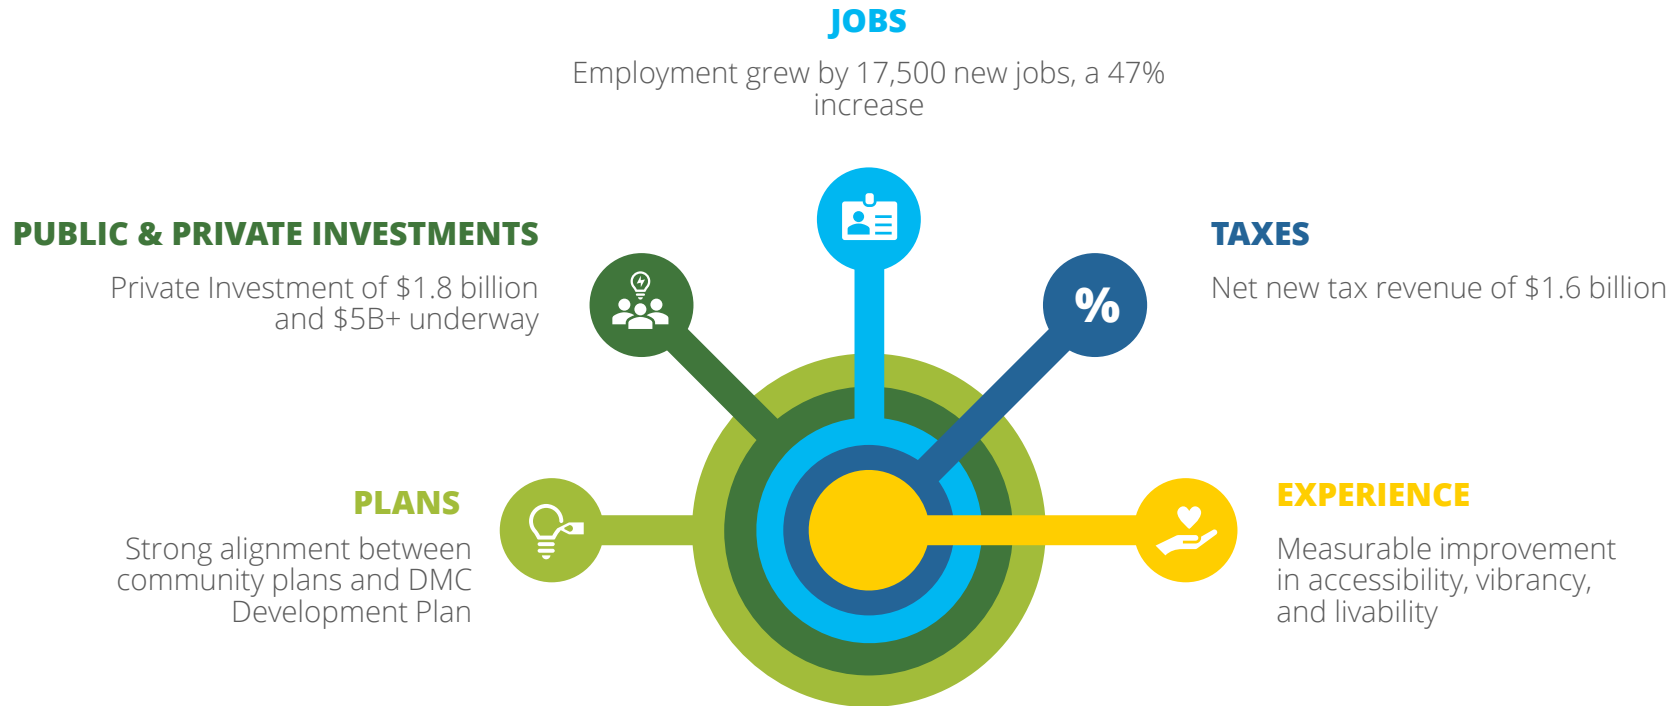 JOBS
Employment grew by 17,500 new jobs, a 47%
increase
PUBLIC & PRIVATE INVESTMENTS
Private Investment of $1.8 billion
and $5B+ underway
TAXES
Net new tax revenue of $1.6 billion
%
PLANS
Strong alignment between
community plans and DMC
Development Plan
EXPERIENCE
Measurable improvement
in accessibility, vibrancy,
and livability